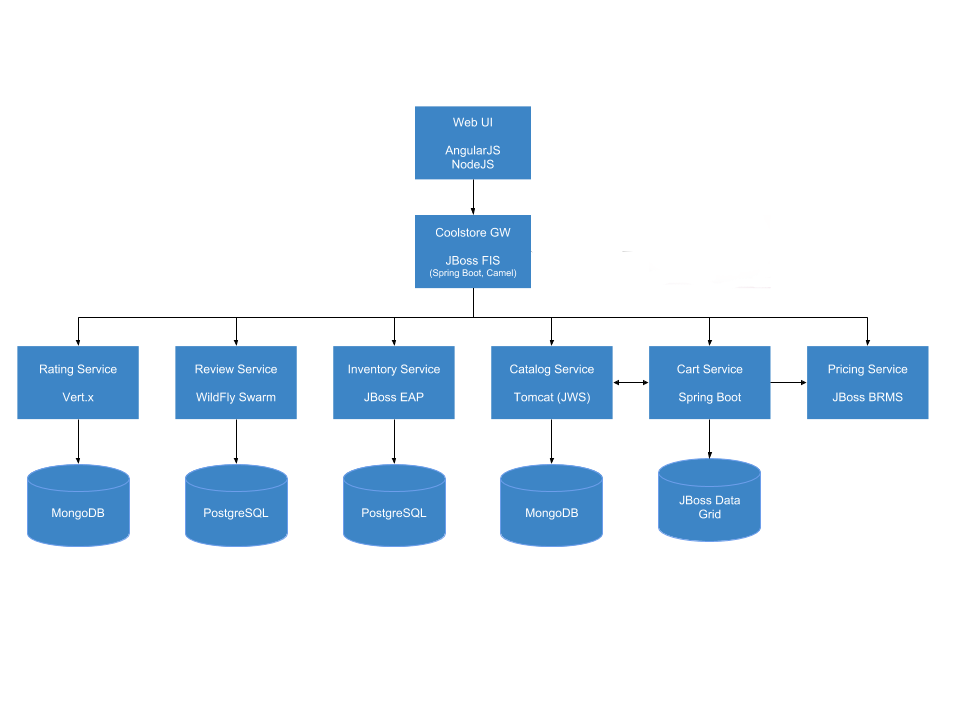 Web UI
AngularJS
NodeJS
Coolstore GW
JBoss FIS
(Spring Boot, Camel)
Rating Service
Vert.x
Review Service
WildFly Swarm
Inventory Service
JBoss EAP
Catalog Service
Tomcat (JWS)
Cart Service
Spring Boot
Pricing Service
JBoss BRMS
MongoDB
PostgreSQL
PostgreSQL
MongoDB
JBoss Data
Grid